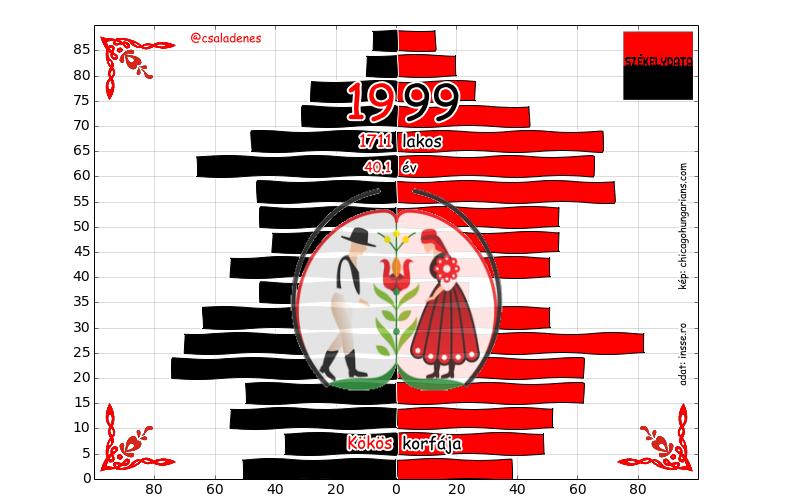 @csaladenes
SZÉKELYDATA
1999
1711 lakos
40.1 év
kép: chicagohungarians.com
adat: insse.ro
Kökös korfája
85
80
75
70
65
60
55
50
45
40
35
30
25
20
15
10
5
0
80 60 40 20 0 20 40 60 80